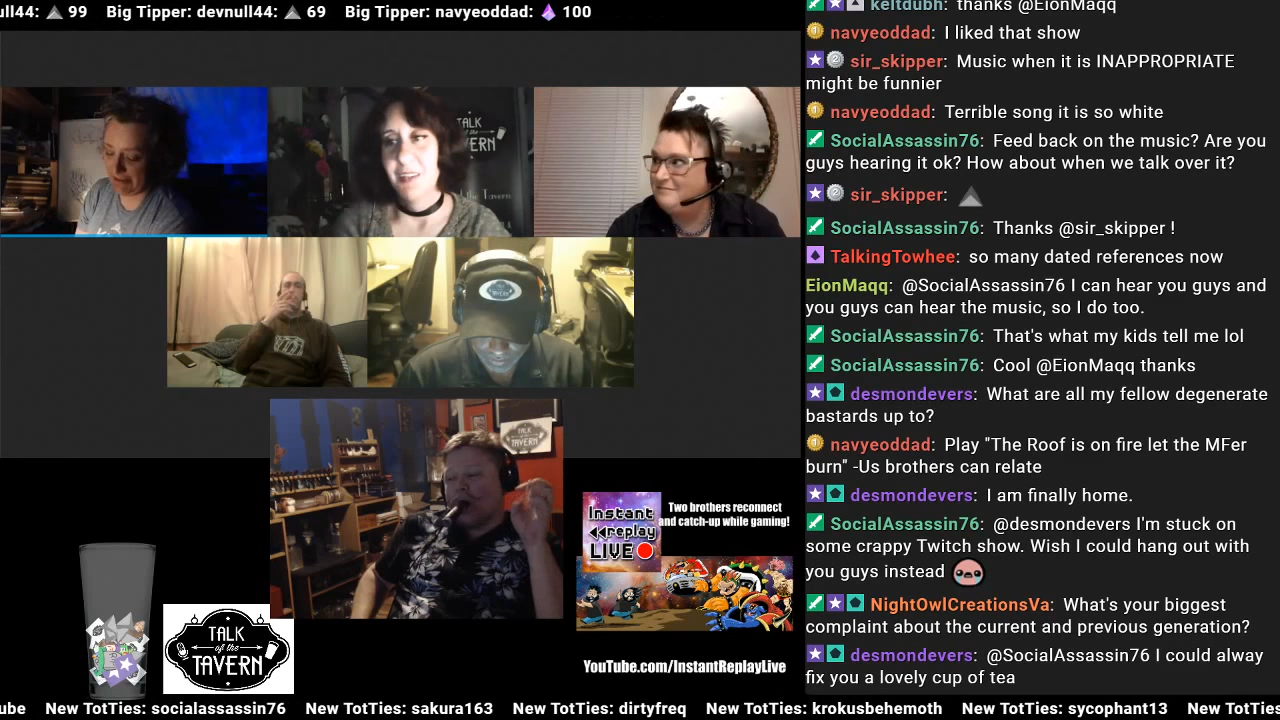 ull44: 99 Big Tipper: devnull44: 69 Big Tipper: navyeoddad: 100
TALK
of the
TAVERN
TALK
TAVERN
Instant
replay
LIVE
Two brothers reconnect
and catch-up while gaming!
TALK
of the
TAVERN
YouTube.com/InstantReplayLive
keltdubh: thanks @EionMaqq
navyeoddad: I liked that show
sir_skipper: Music when it is INAPPROPRIATE
might be funnier
navyeoddad: Terrible song it is so white
SocialAssassin76: Feed back on the music? Are you
guys hearing it ok? How about when we talk over it?
sir_skipper:
SocialAssassin76: Thanks @sir_skipper !
TalkingTowhee: so many dated references now
EionMaqq: @SocialAssassin76 I can hear you guys and
you guys can hear the music, so I do too.
SocialAssassin76: That's what my kids tell me lol
SocialAssassin76: Cool @EionMaqq thanks
desmondevers: What are all my fellow degenerate
bastards up to?
navyeoddad: Play "The Roof is on fire let the MFer
burn" -Us brothers can relate
desmondevers: I am finally home.
SocialAssassin76: @desmondevers I'm stuck on
some crappy Twitch show. Wish I could hang out with
you guys instead
NightOwlCreationsVa: What's your biggest
complaint about the current and previous generation?
desmondevers: @SocialAssassin76 I could alway
fix you a lovely cup of tea
ube New TotTies: socialassassin76 New TotTies: sakura163 New TotTies: dirtyfreq New TotTies: krokusbehemoth New TotTies: sycophant13 New TotTies